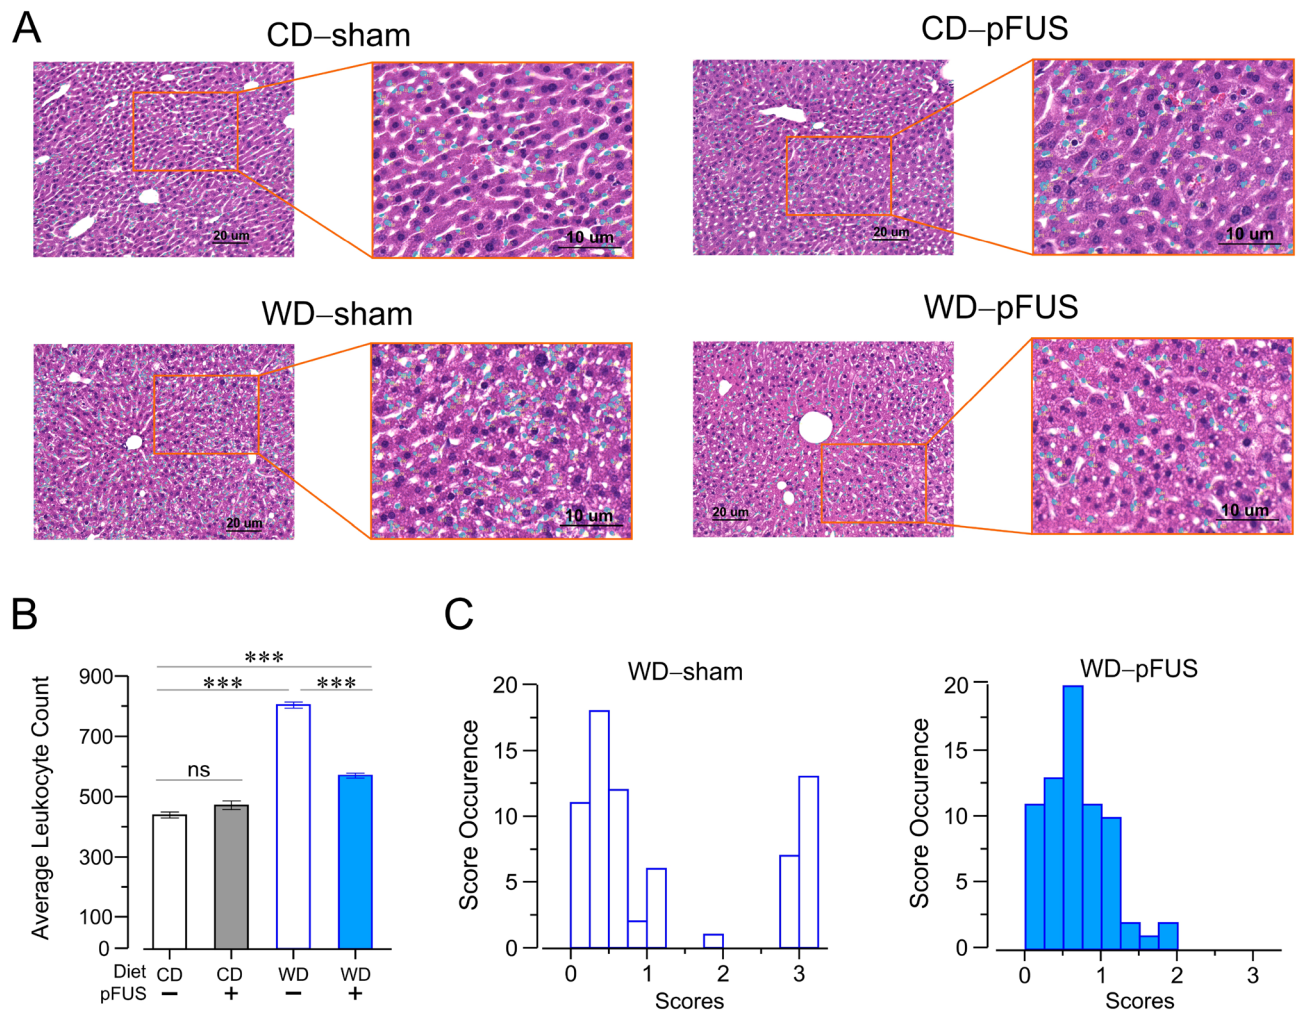 A
CD–sham
CD–pFUS
20 um
10 um
20 um
10 um
WD–sham
WD–pFUS
20 um
10 um
20 um
10 um
B
C
***
***
***
ns
900
700
500
300
100
0
Average Leukocyte Count
Diet CD CD WD WD
pFUS – + – +
WD–sham
20
15
10
5
0
Score Occurence
0 1 2 3
Scores
WD–pFUS
20
15
10
5
0
Score Occurence
0 1 2 3
Scores